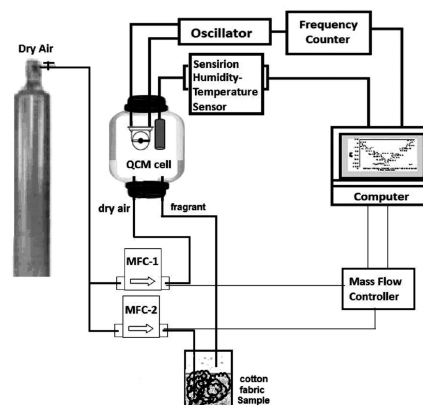 Dry Air
Oscillator
Frequency
Counter
Sensirion
Humidity-
Temperature
Sensor
QCM cell
Computer
dry air
fragrant
MFC-1
MFC-2
Mass Flow
Controller
cotton
fabric
Sample